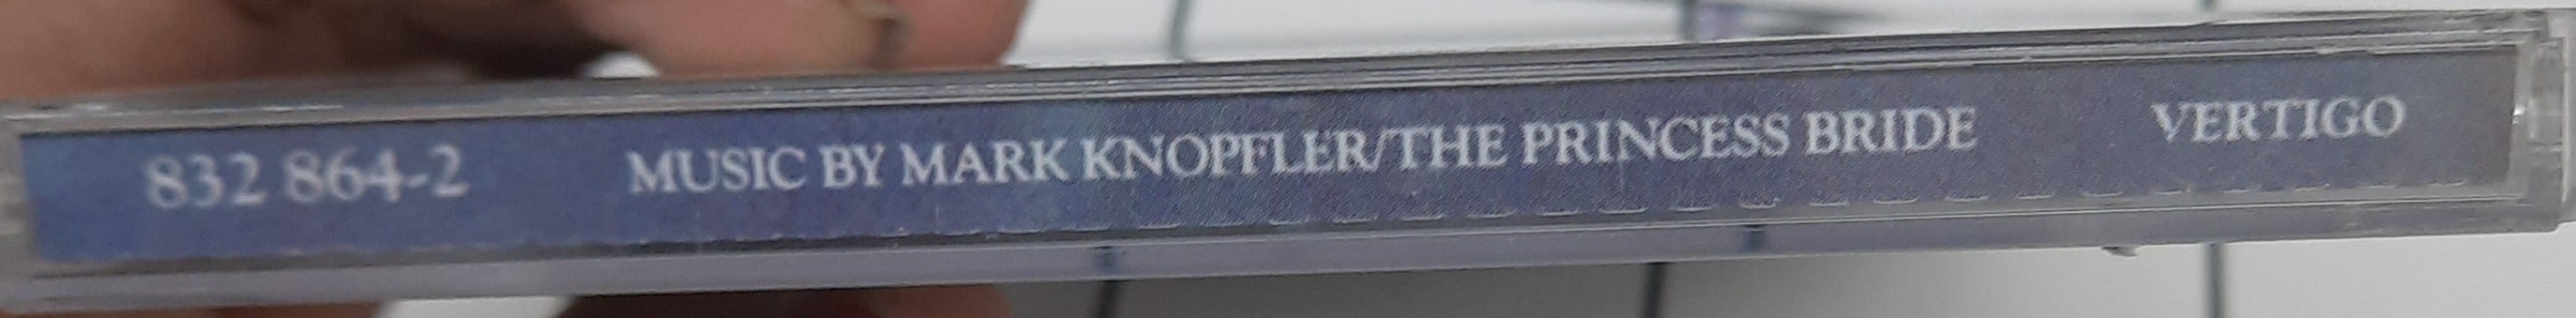 832 864-2 MUSIC BY MARK KNOPFLER/THE PRINCESS BRIDE VERTIGO